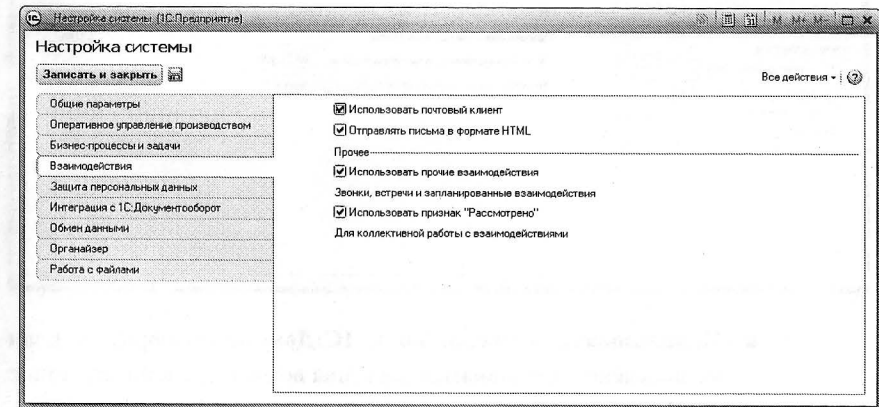 Настройка системы (1С:Предприятие)
M M+ M-
Настройка системы
Записать и закрыть
Все действия
Общие параметры
Оперативное управление производством
Бизнес-процессы и задачи
Взаимодействия
Защита персональных данных
Интеграция с 1С:Документооборот
Обмен данными
Органайзер
Работа с файлами
Использовать почтовый клиент
Отправлять письма в формате HTML
Прочее
Использовать прочие взаимодействия
Звонки, встречи и запланированные взаимодействия
Использовать признак "Рассмотрено"
Для коллективной работы с взаимодействиями